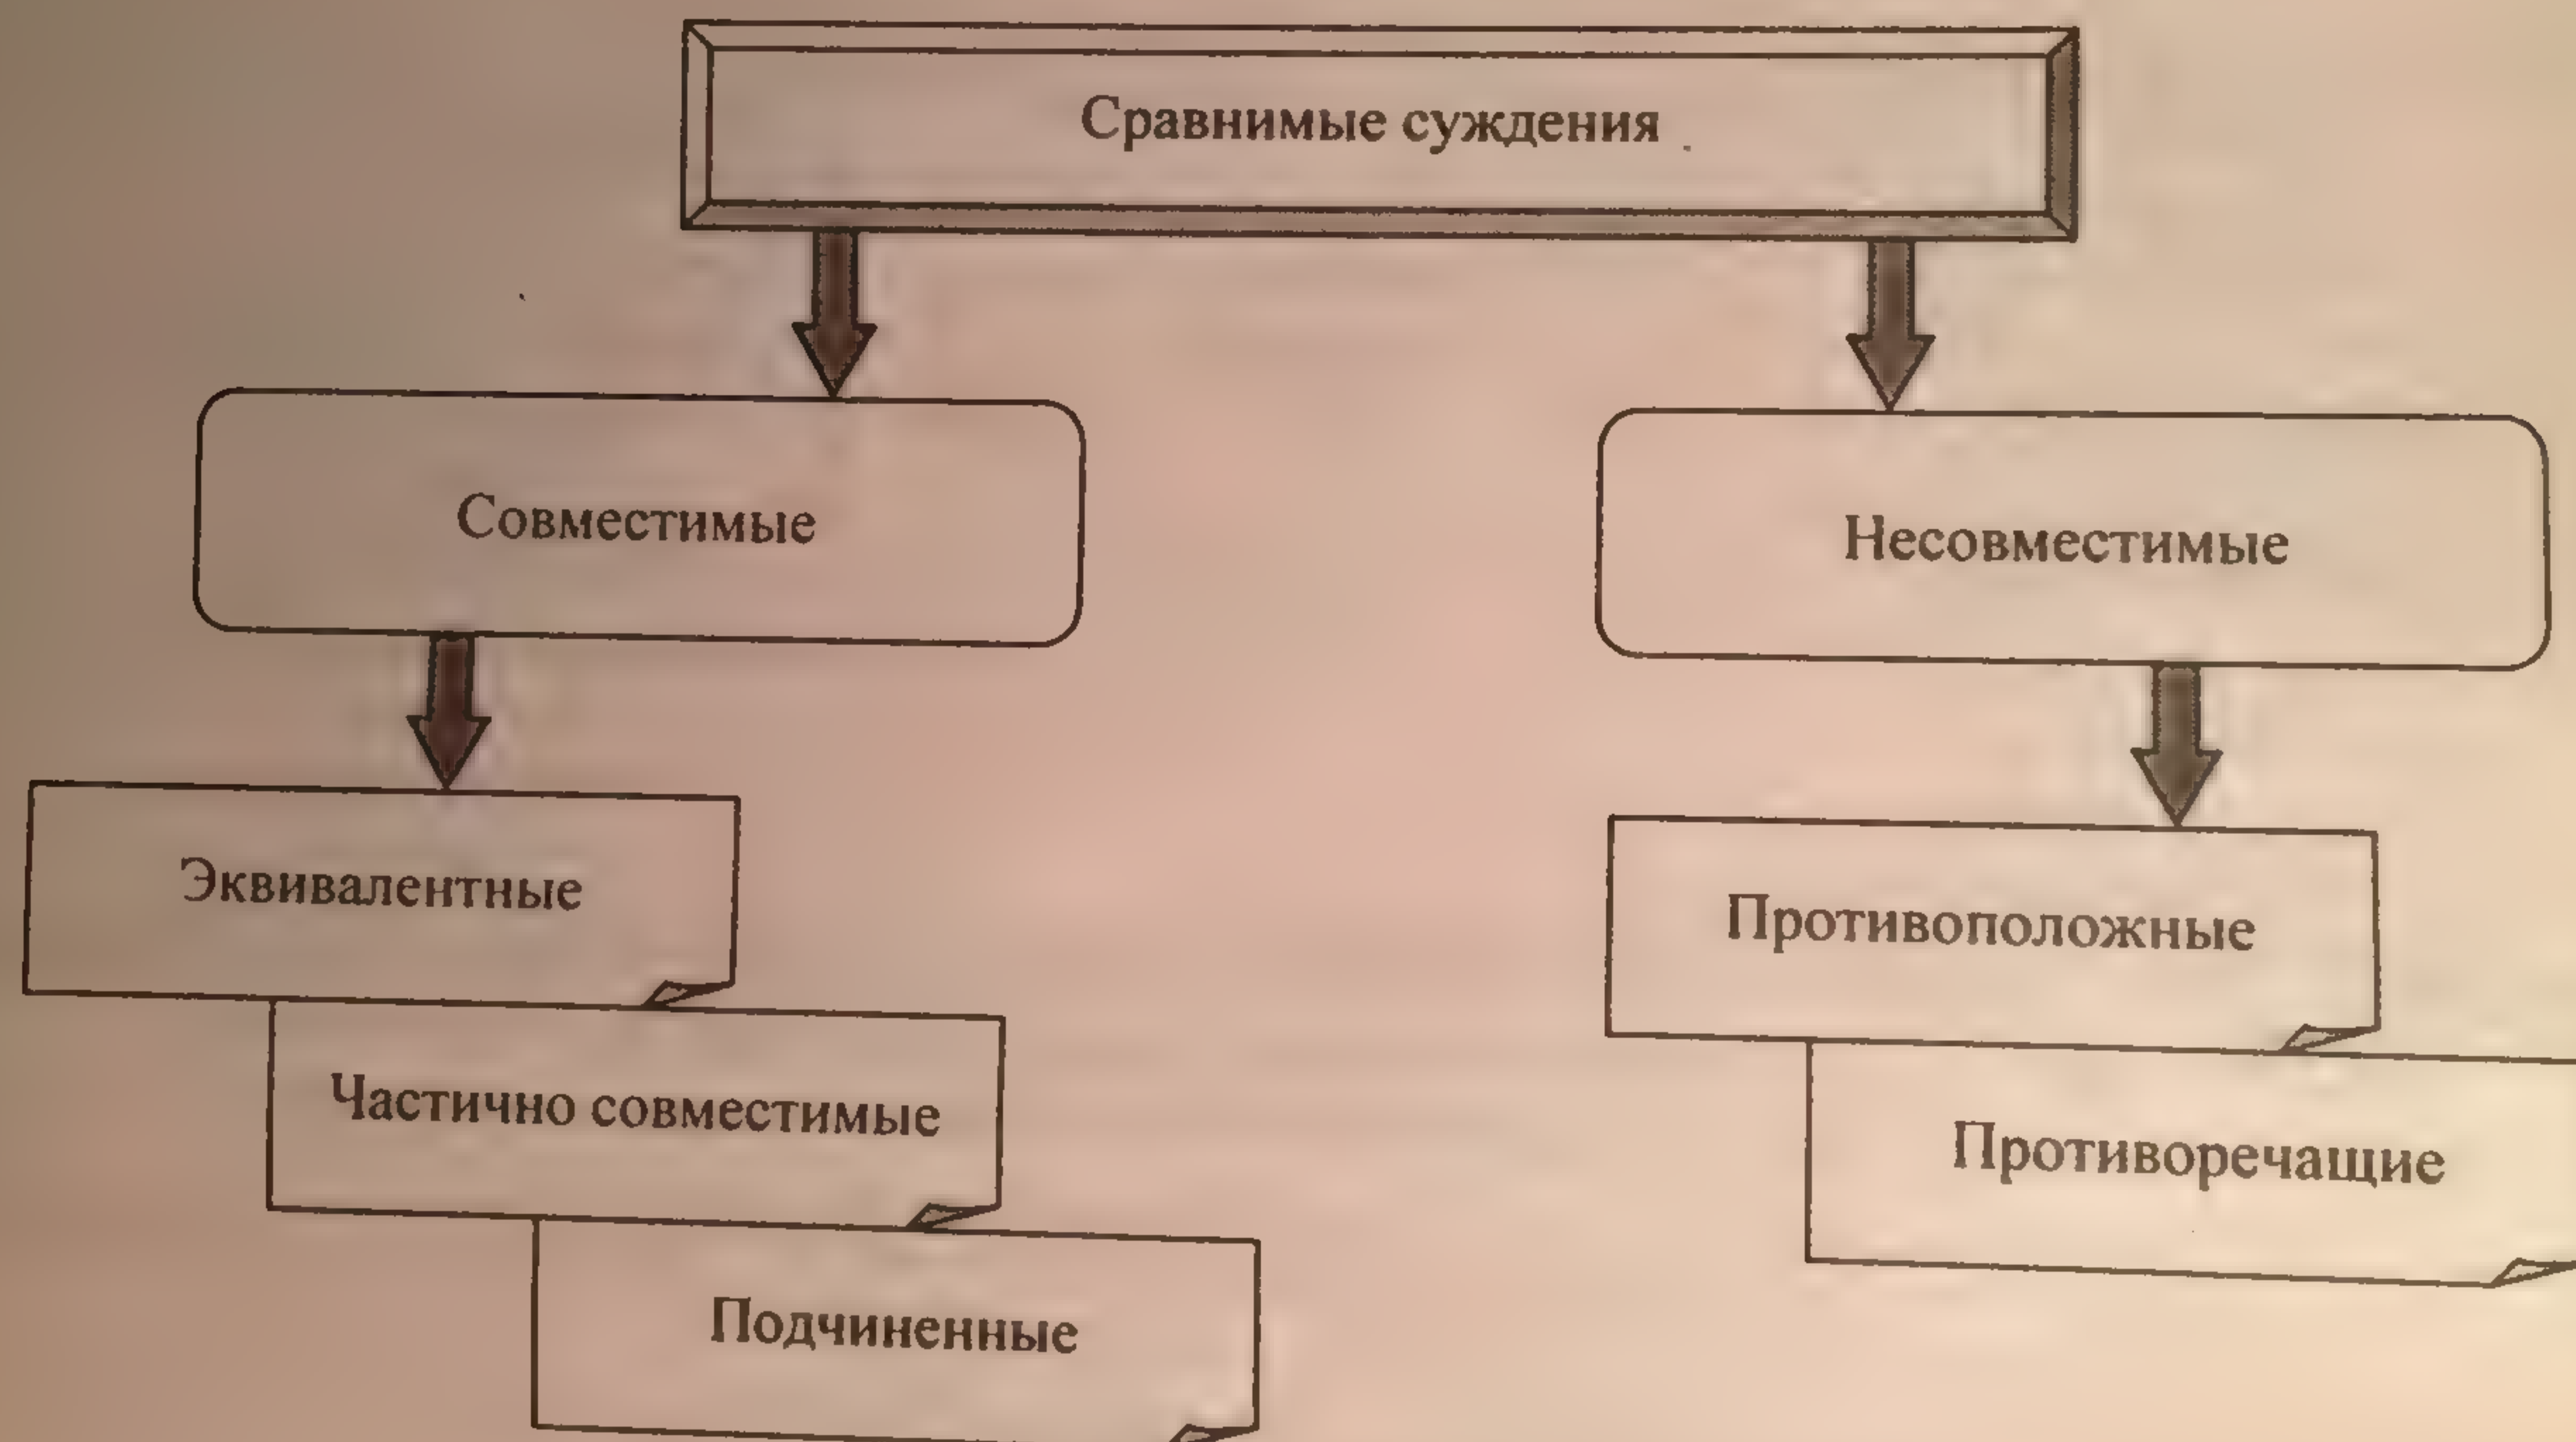 Сравнимые суждения
Совместимые
Несовместимые
Эквивалентные
Противоположные
Частично совместимые
Противоречащие
Подчиненные